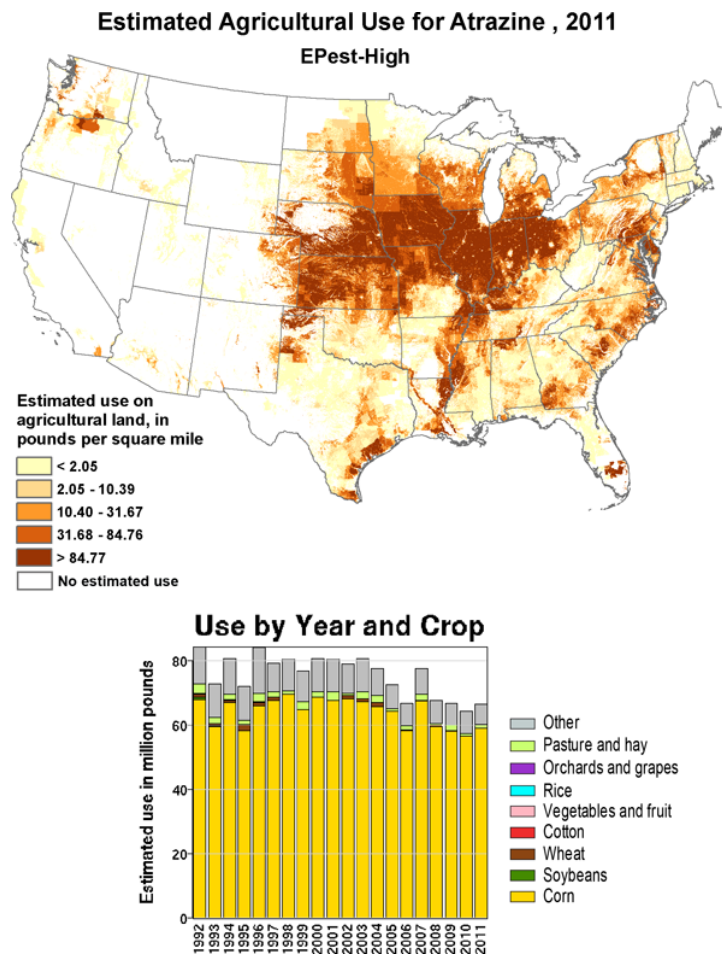 Estimated Agricultural Use for Atrazine , 2011
EPest-High
Estimated use on
agricultural land, in
pounds per square mile
< 2.05
2.05 - 10.39
10.40 - 31.67
31.68 - 84.76
> 84.77
No estimated use
Use by Year and Crop
Estimated use in million pounds
80
60
40
20
0
1992
1993
1994
1995
1996
1997
1998
1999
2000
2001
2002
2003
2004
2005
2006
2007
2008
2009
2010
2011
Other
Pasture and hay
Orchards and grapes
Rice
Vegetables and fruit
Cotton
Wheat
Soybeans
Corn